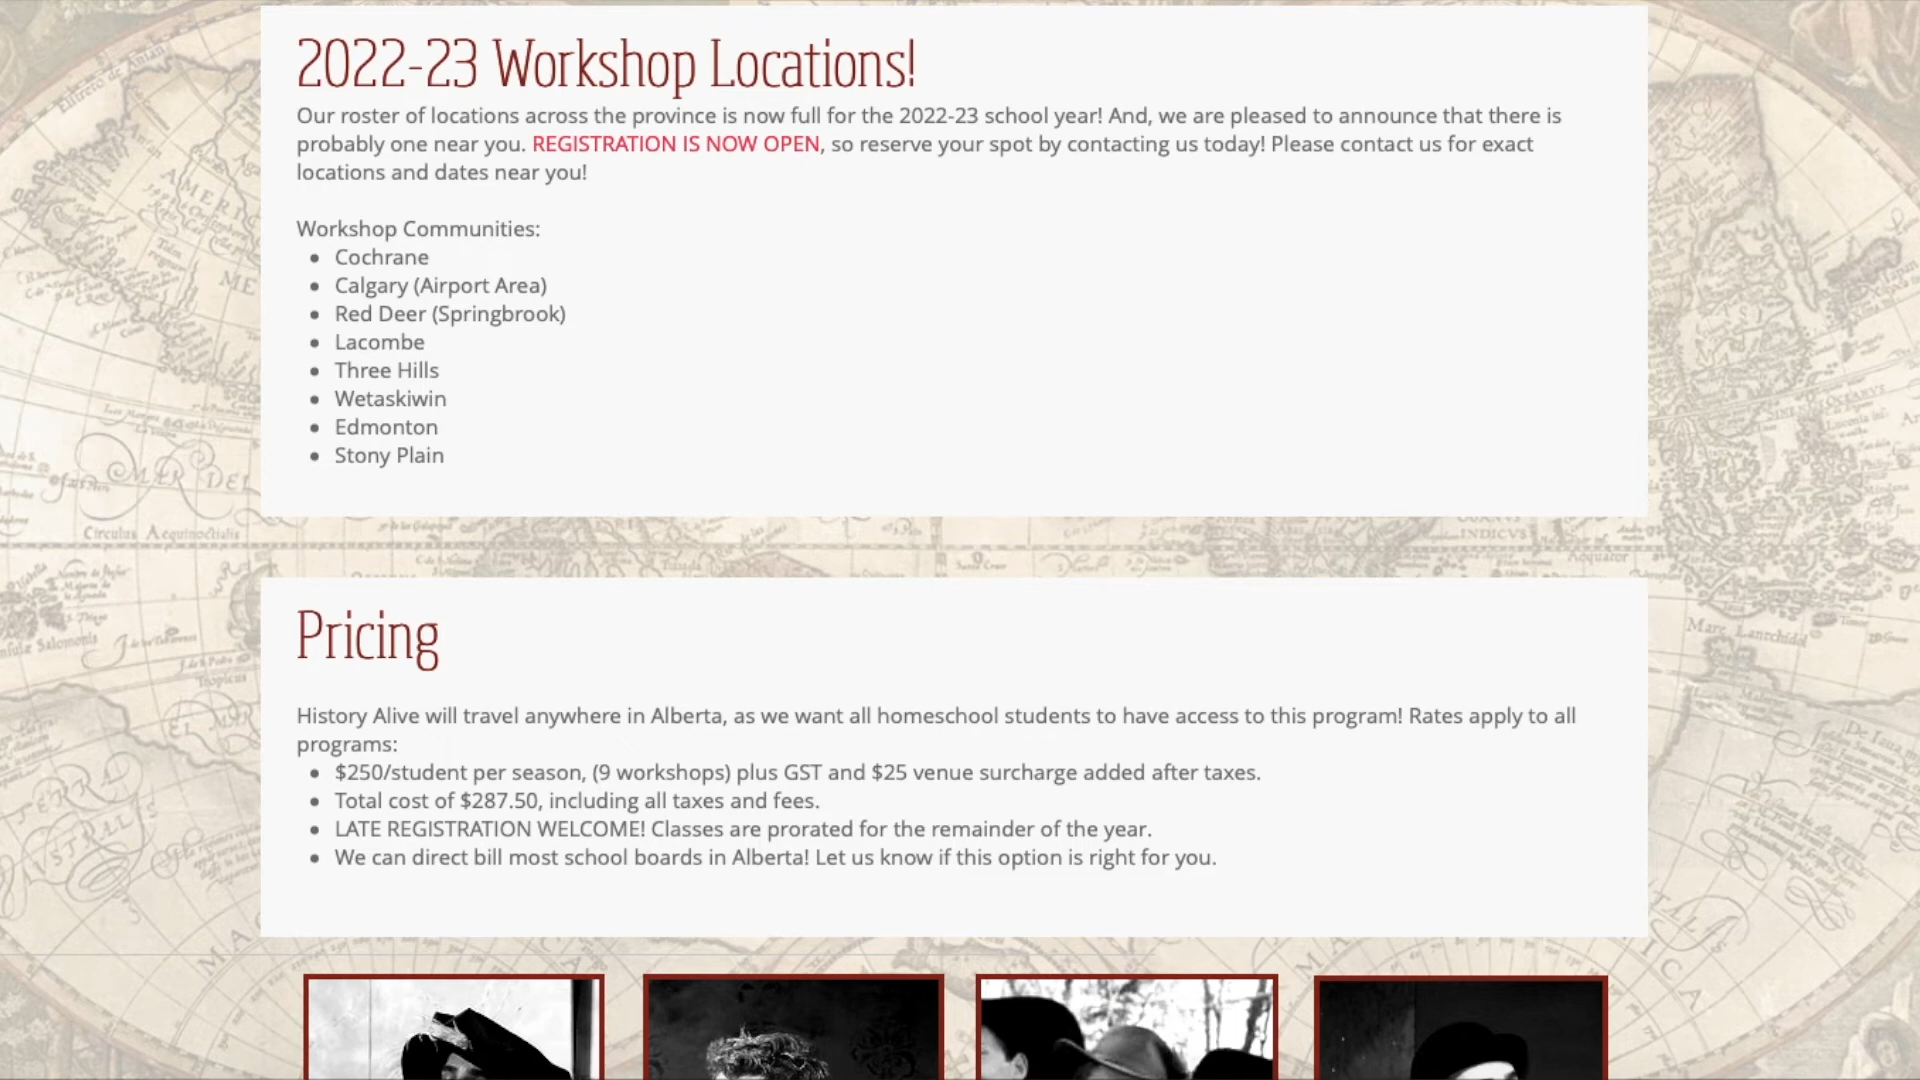 2022-23 Workshop Locations!
Our roster of locations across the province is now full for the 2022-23 school year! And, we are pleased to announce that there is
probably one near you. REGISTRATION IS NOW OPEN, so reserve your spot by contacting us today! Please contact us for exact
locations and dates near you!
Workshop Communities:
Cochrane
Calgary (Airport Area)
Red Deer (Springbrook)
Lacombe
Three Hills
Wetaskiwin
Edmonton
Stony Plain
Circulus Aequinoctialis
Pricing
History Alive will travel anywhere in Alberta, as we want all homeschool students to have access to this program! Rates apply to all
programs:
$250/student per season, (9 workshops) plus GST and $25 venue surcharge added after taxes.
Total cost of $287.50, including all taxes and fees.
LATE REGISTRATION WELCOME! Classes are prorated for the remainder of the year.
We can direct bill most school boards in Alberta! Let us know if this option is right for you.